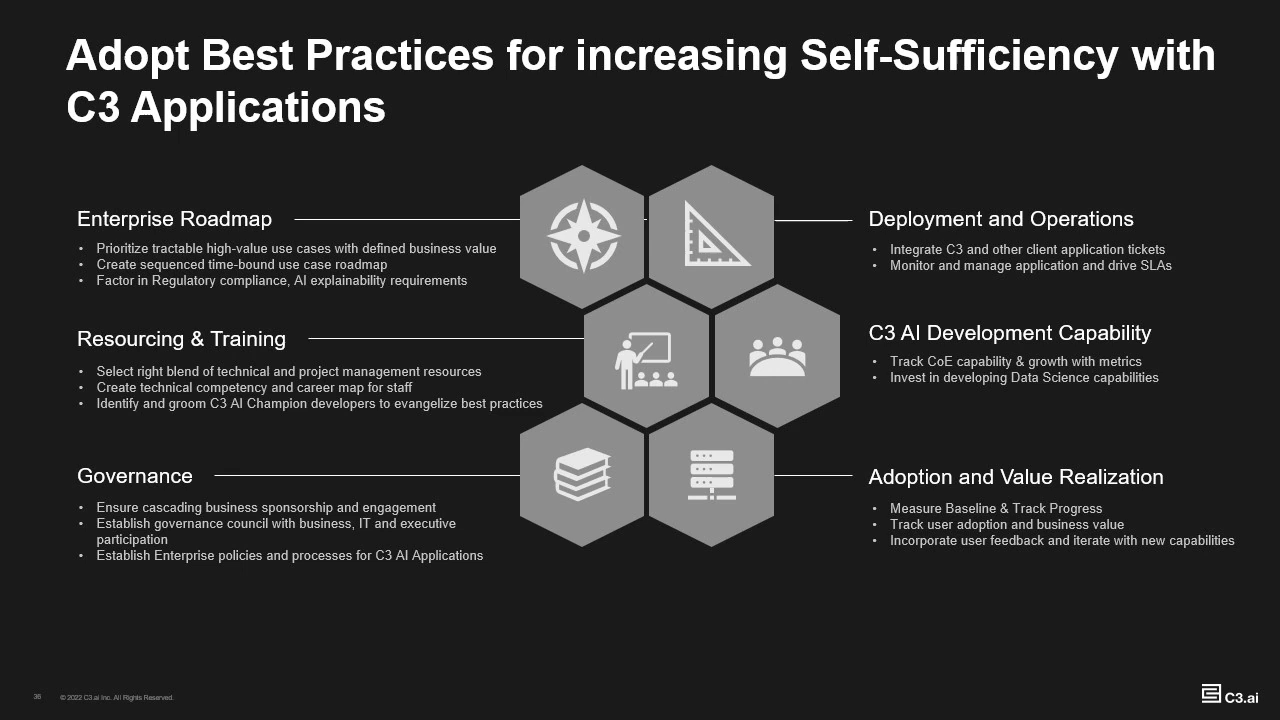 Adopt Best Practices for increasing Self-Sufficiency with
C3 Applications
Enterprise Roadmap
• Prioritize tractable high-value use cases with defined business value
• Create sequenced time-bound use case roadmap
• Factor in Regulatory compliance, AI explainability requirements
Resourcing & Training
• Select right blend of technical and project management resources
• Create technical competency and career map for staff
• Identify and groom C3 AI Champion developers to evangelize best practices
Governance
• Ensure cascading business sponsorship and engagement
• Establish governance council with business, IT and executive
participation
• Establish Enterprise policies and processes for C3 AI Applications
Deployment and Operations
• Integrate C3 and other client application tickets
• Monitor and manage application and drive SLAs
C3 AI Development Capability
• Track CoE capability & growth with metrics
• Invest in developing Data Science capabilities
Adoption and Value Realization
• Measure Baseline & Track Progress
• Track user adoption and business value
• Incorporate user feedback and iterate with new capabilities
36
© 2022 C3.ai Inc. All Rights Reserved
C3.ai